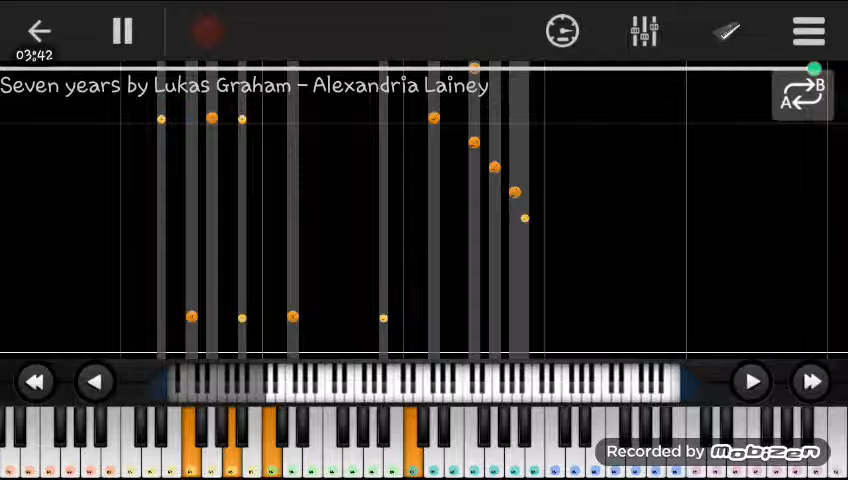 03:42
Seven years by Lukas Graham - Alexandria Lainey
A B
Recorded by Mobizen